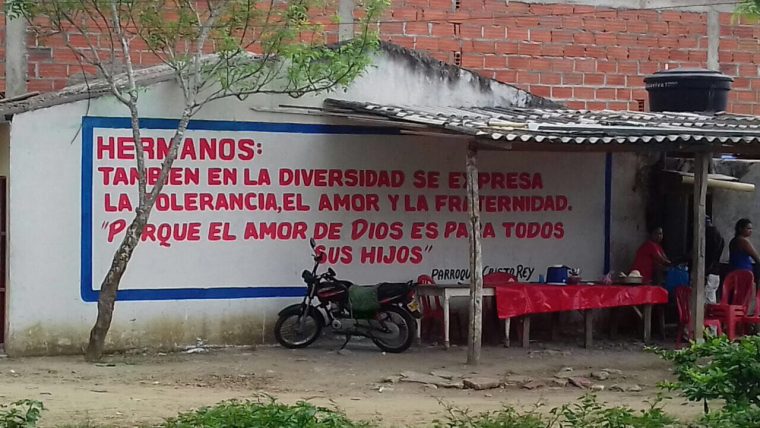 HERMANOS:
TAMBIEN EN LA DIVERSIDAD SE EXPRESA
LA TOLERANCIA, EL AMOR Y LA FRATERNIDAD.
"PORQUE EL AMOR DE DIOS ES PARA TODOS
SUS HIJOS"
PARROQUIA CRISTO REY